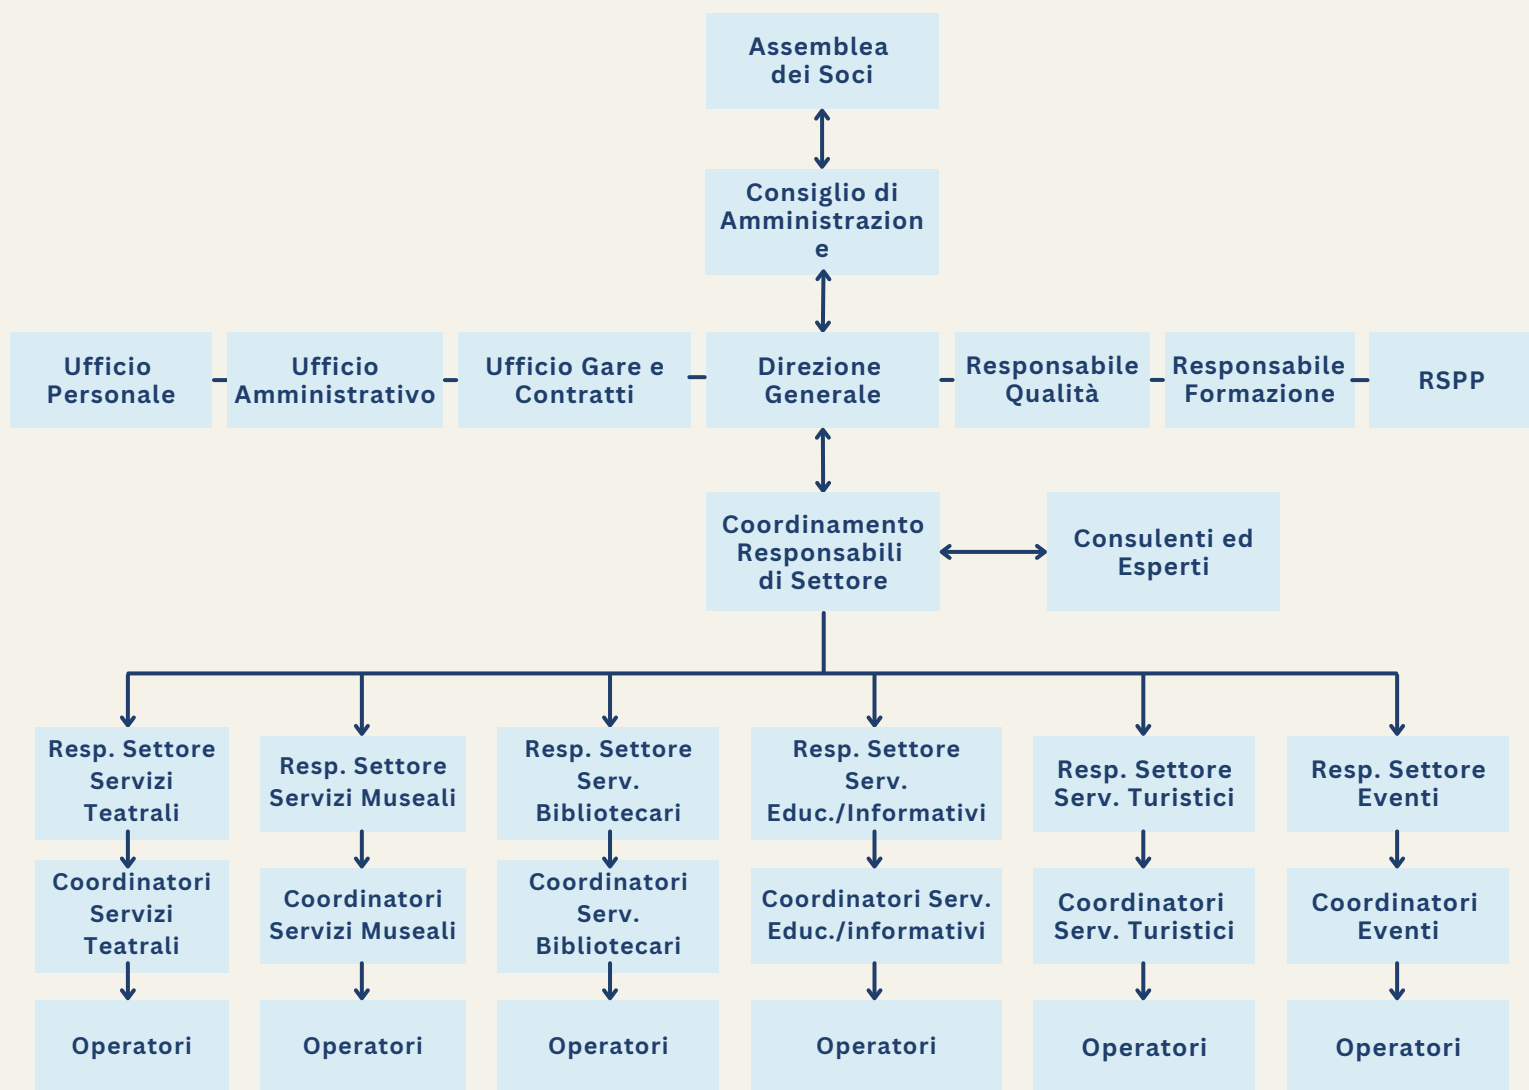 Assemblea
dei Soci
Consiglio di
Amministrazion
e
Ufficio
Personale
Ufficio
Amministrativo
Ufficio Gare e
Contratti
Direzione
Generale
Responsabile
Qualità
Responsabile
Formazione
RSPP
Coordinamento
Responsabili
di Settore
Consulenti ed
Esperti
Resp. Settore
Servizi
Teatrali
Resp. Settore
Servizi Museali
Resp. Settore
Serv.
Bibliotecari
Resp. Settore
Serv.
Educ./Informativi
Resp. Settore
Serv. Turistici
Resp. Settore
Eventi
Coordinatori
Servizi
Teatrali
Coordinatori
Servizi Museali
Coordinatori
Serv.
Bibliotecari
Coordinatori Serv.
Educ./informativi
Coordinatori
Serv. Turistici
Coordinatori
Eventi
Operatori
Operatori
Operatori
Operatori
Operatori
Operatori